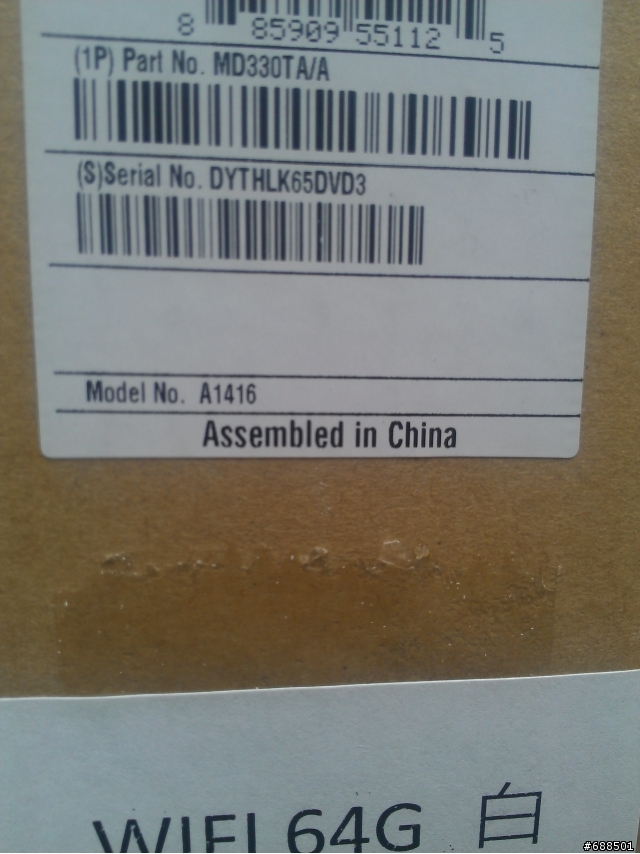 8 85909 55112 5
(1P) Part No. MD330TA/A
(S)Serial No. DYTHLK65DVD3
Model No. A1416
Assembled in China
WIFI 64G 白
#688501